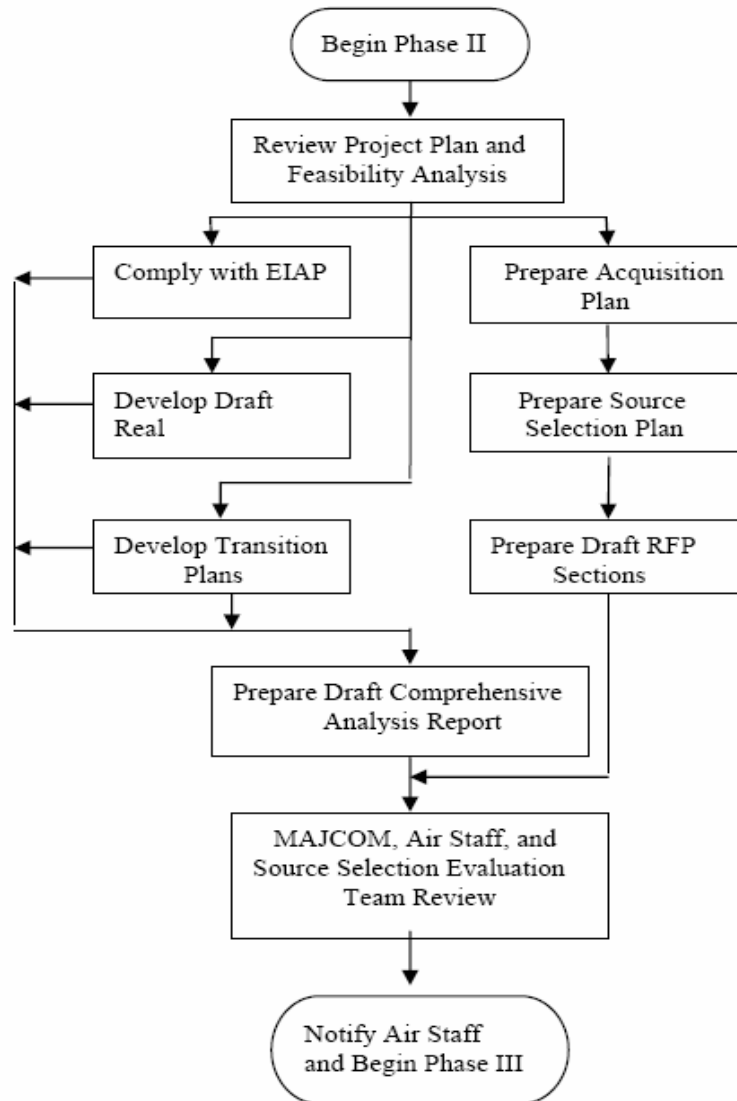 Begin Phase II
Review Project Plan and
Feasibility Analysis
Comply with EIAP
Prepare Acquisition
Plan
Develop Draft
Real
Prepare Source
Selection Plan
Develop Transition
Plans
Prepare Draft RFP
Sections
Prepare Draft Comprehensive
Analysis Report
MAJCOM, Air Staff, and
Source Selection Evaluation
Team Review
Notify Air Staff
and Begin Phase III